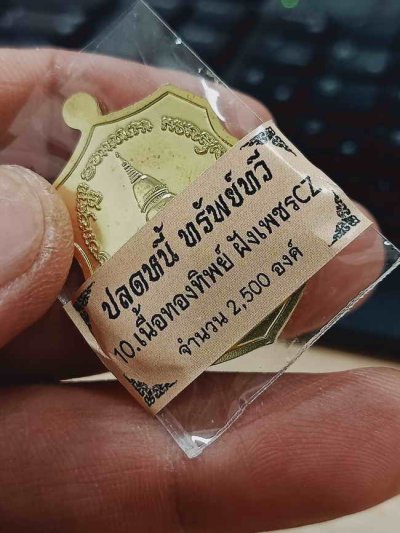 ปลดหนี้ ทรัพย์ทวี
10.เนื้อทองทิพย์ ฝังเพชรCZ
จำนวน 2,500 องค์